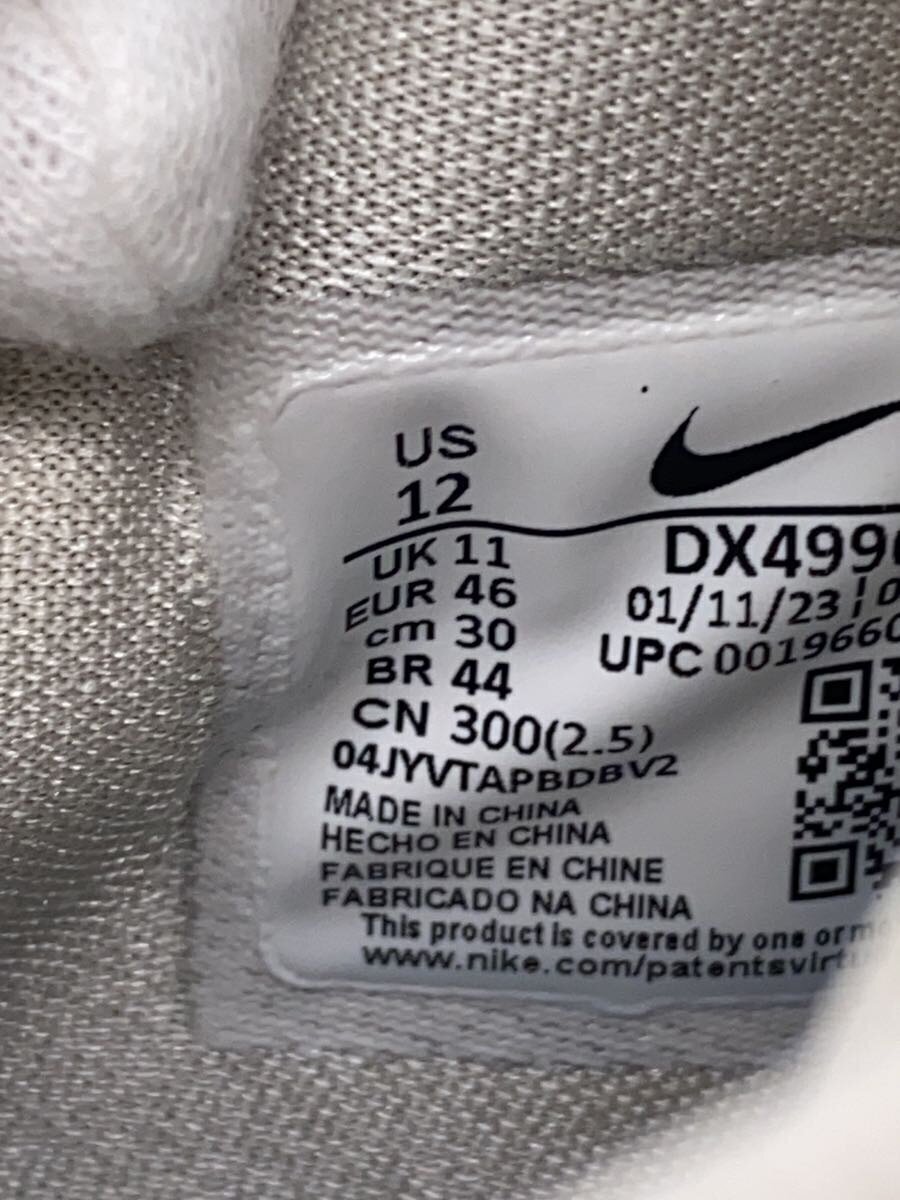 US
12
UK 11
EUR 46
cm 30
BR 44
CN 300(2.5)
04JYVTAPBDBV2
MADE IN CHINA
HECHO EN CHINA
FABRIQUE EN CHINE
FABRICADO NA CHINA
This product is covered by one or
www.nike.com/patentsvirt
DX499
01/11/23
UPC 0019660